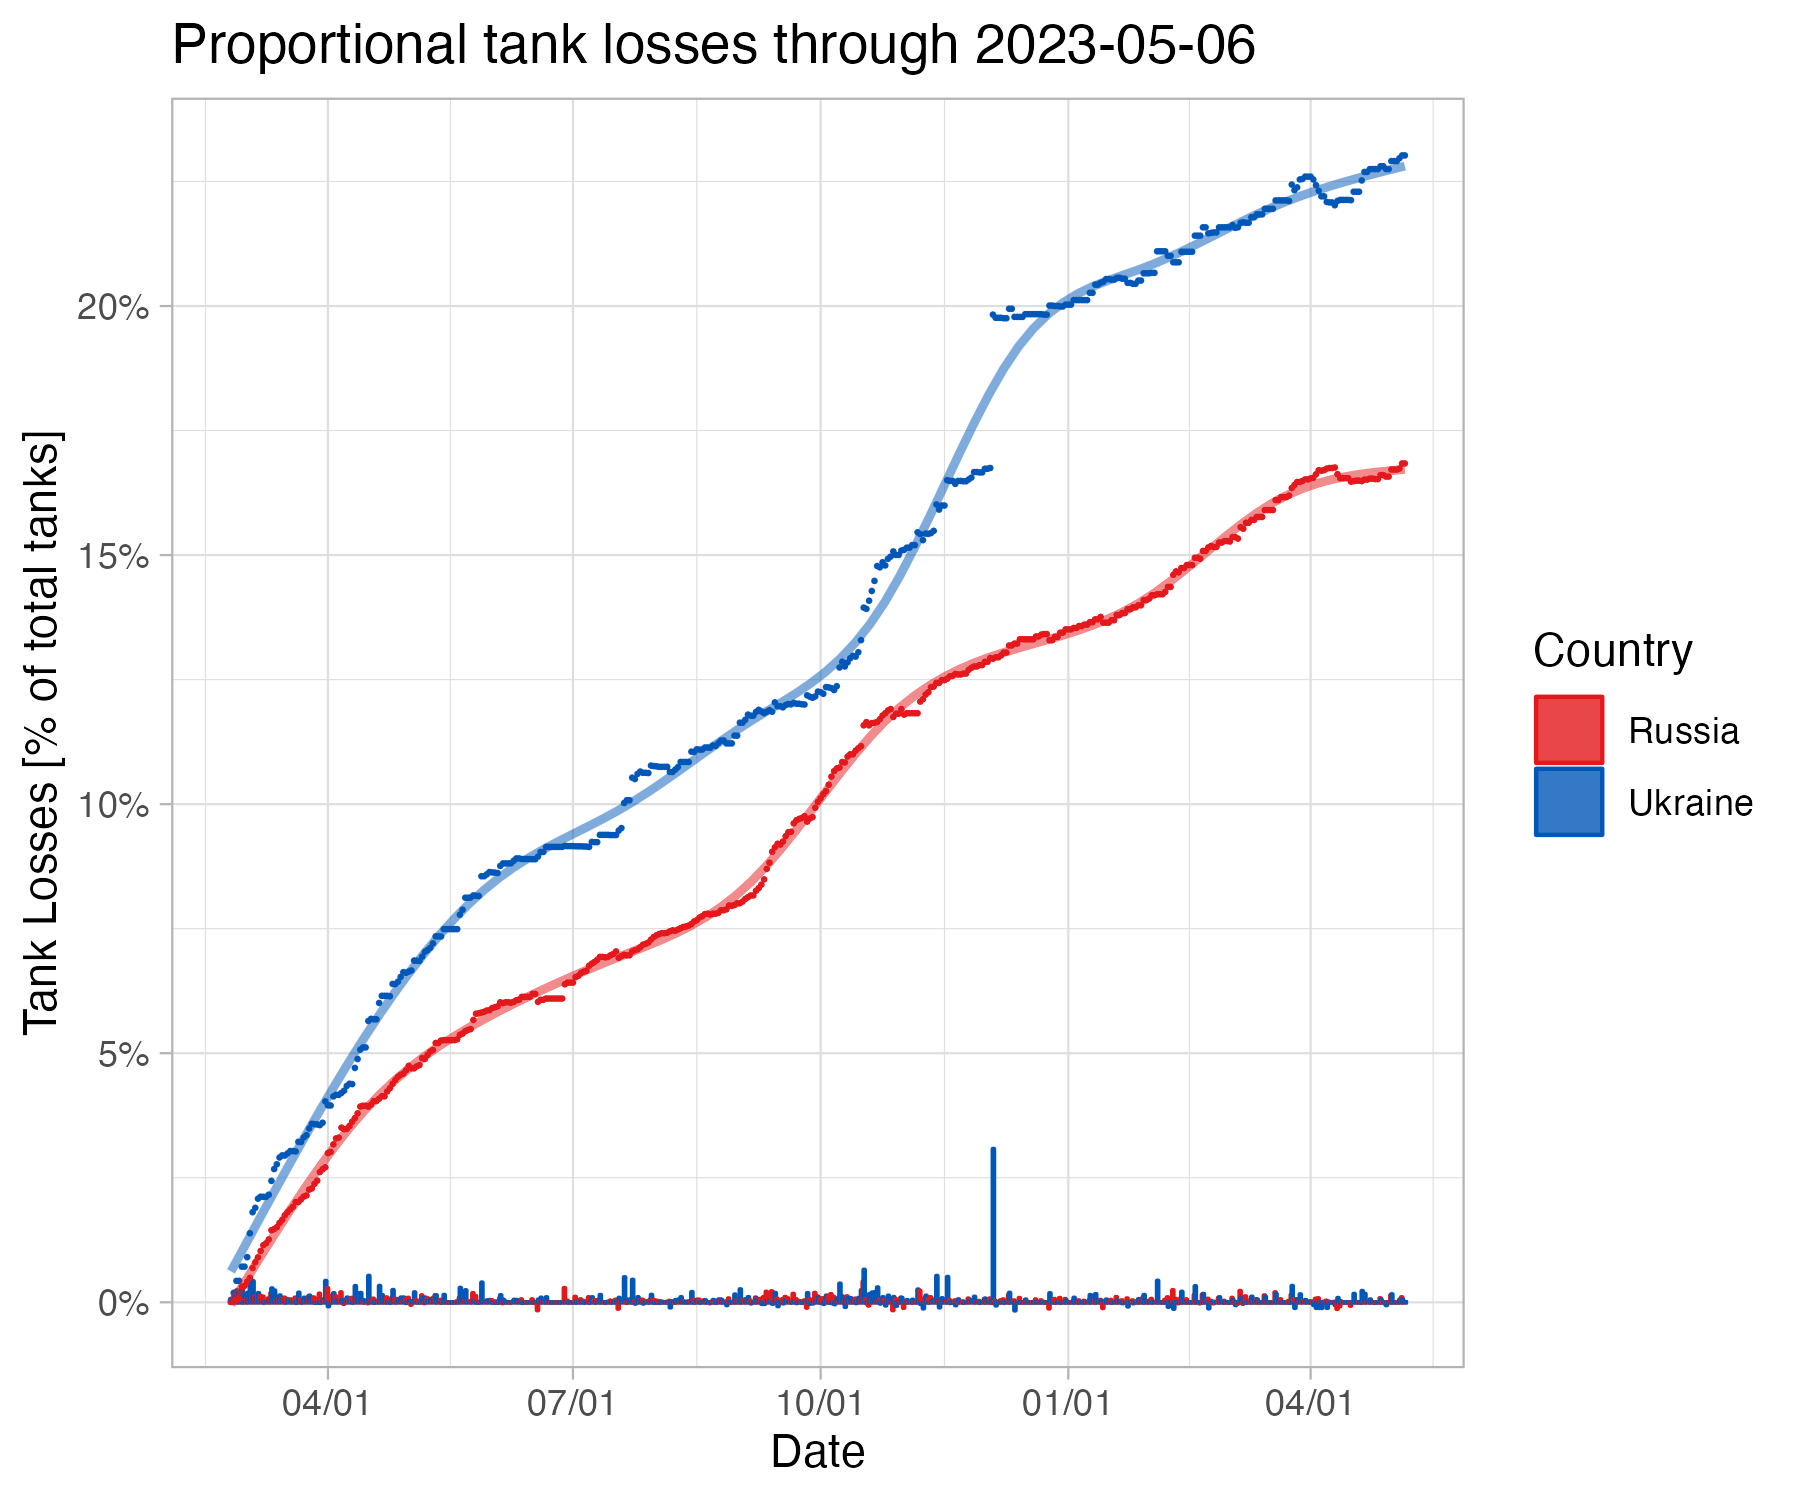 Proportional tank losses through 2023-05-06
Tank Losses [% of total tanks]
20%
15%
10%
5%
0%
04/01
07/01
10/01
01/01
04/01
Date
Country
Russia
Ukraine